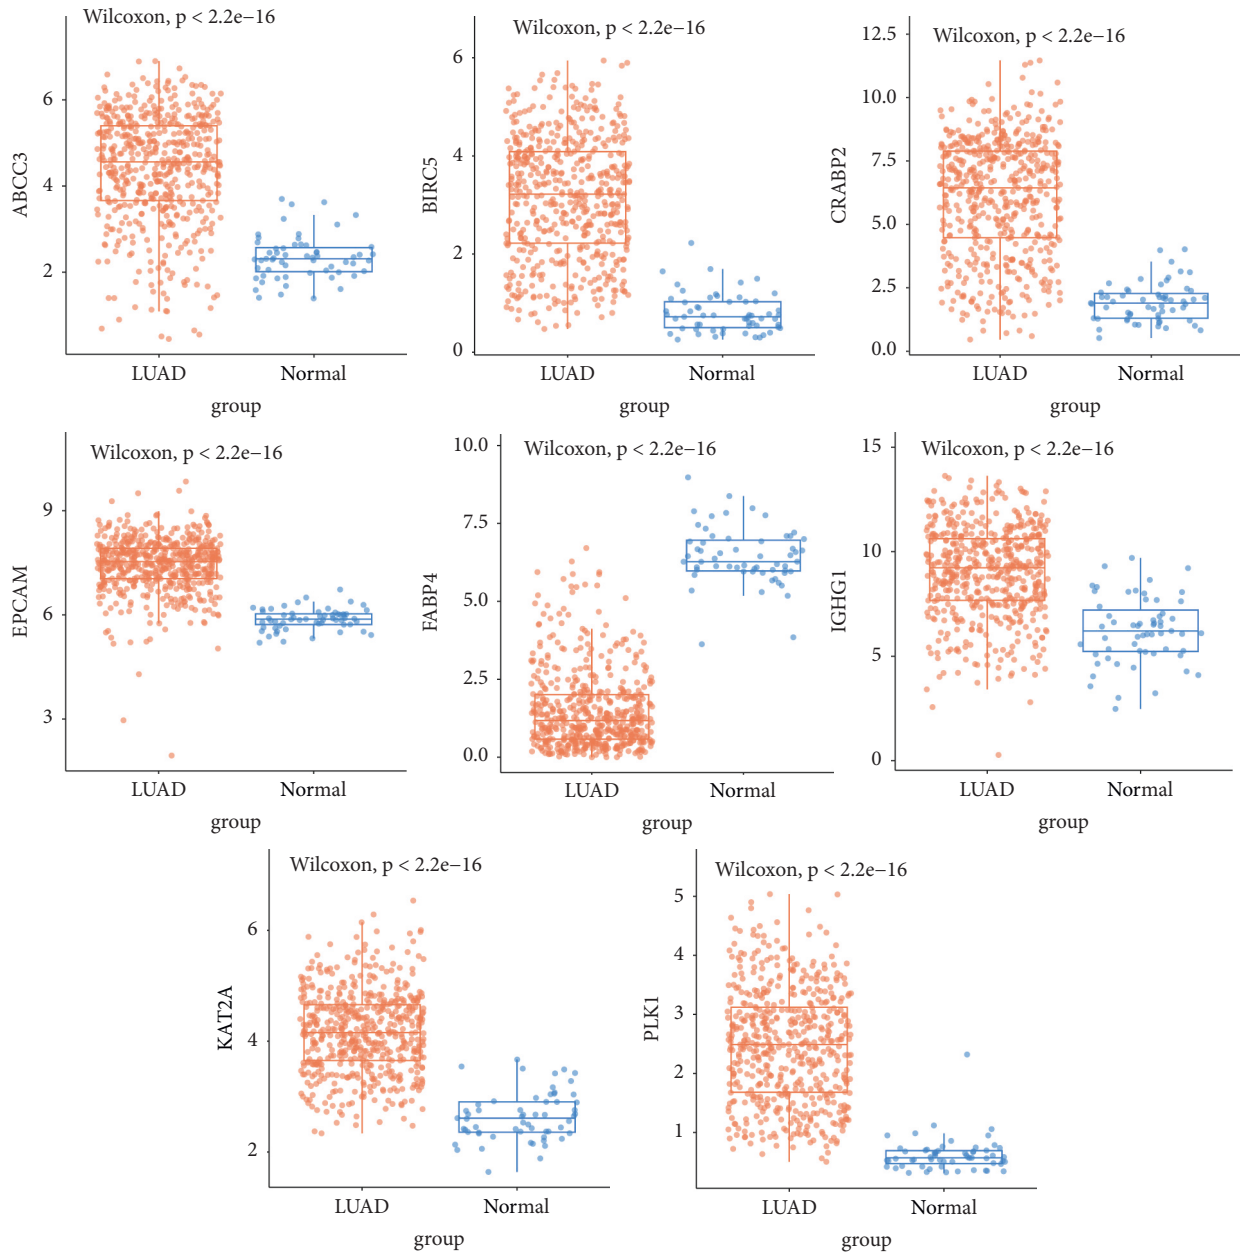 Wilcoxon, p < 2.2e−16
ABCC3
6
4
2
LUAD
Normal
group
Wilcoxon, p < 2.2e−16
BIRC5
6
4
2
0
LUAD
Normal
group
Wilcoxon, p < 2.2e−16
CRABP2
12.5
10.0
7.5
5.0
2.5
0.0
LUAD
Normal
group
Wilcoxon, p < 2.2e−16
EPCAM
9
6
3
LUAD
Normal
group
Wilcoxon, p < 2.2e−16
FABP4
10.0
7.5
5.0
2.5
0.0
LUAD
Normal
group
Wilcoxon, p < 2.2e−16
IGHG1
15
10
5
0
LUAD
Normal
group
Wilcoxon, p < 2.2e−16
KAT2A
6
4
2
LUAD
Normal
group
Wilcoxon, p < 2.2e−16
PLK1
5
4
3
2
1
LUAD
Normal
group